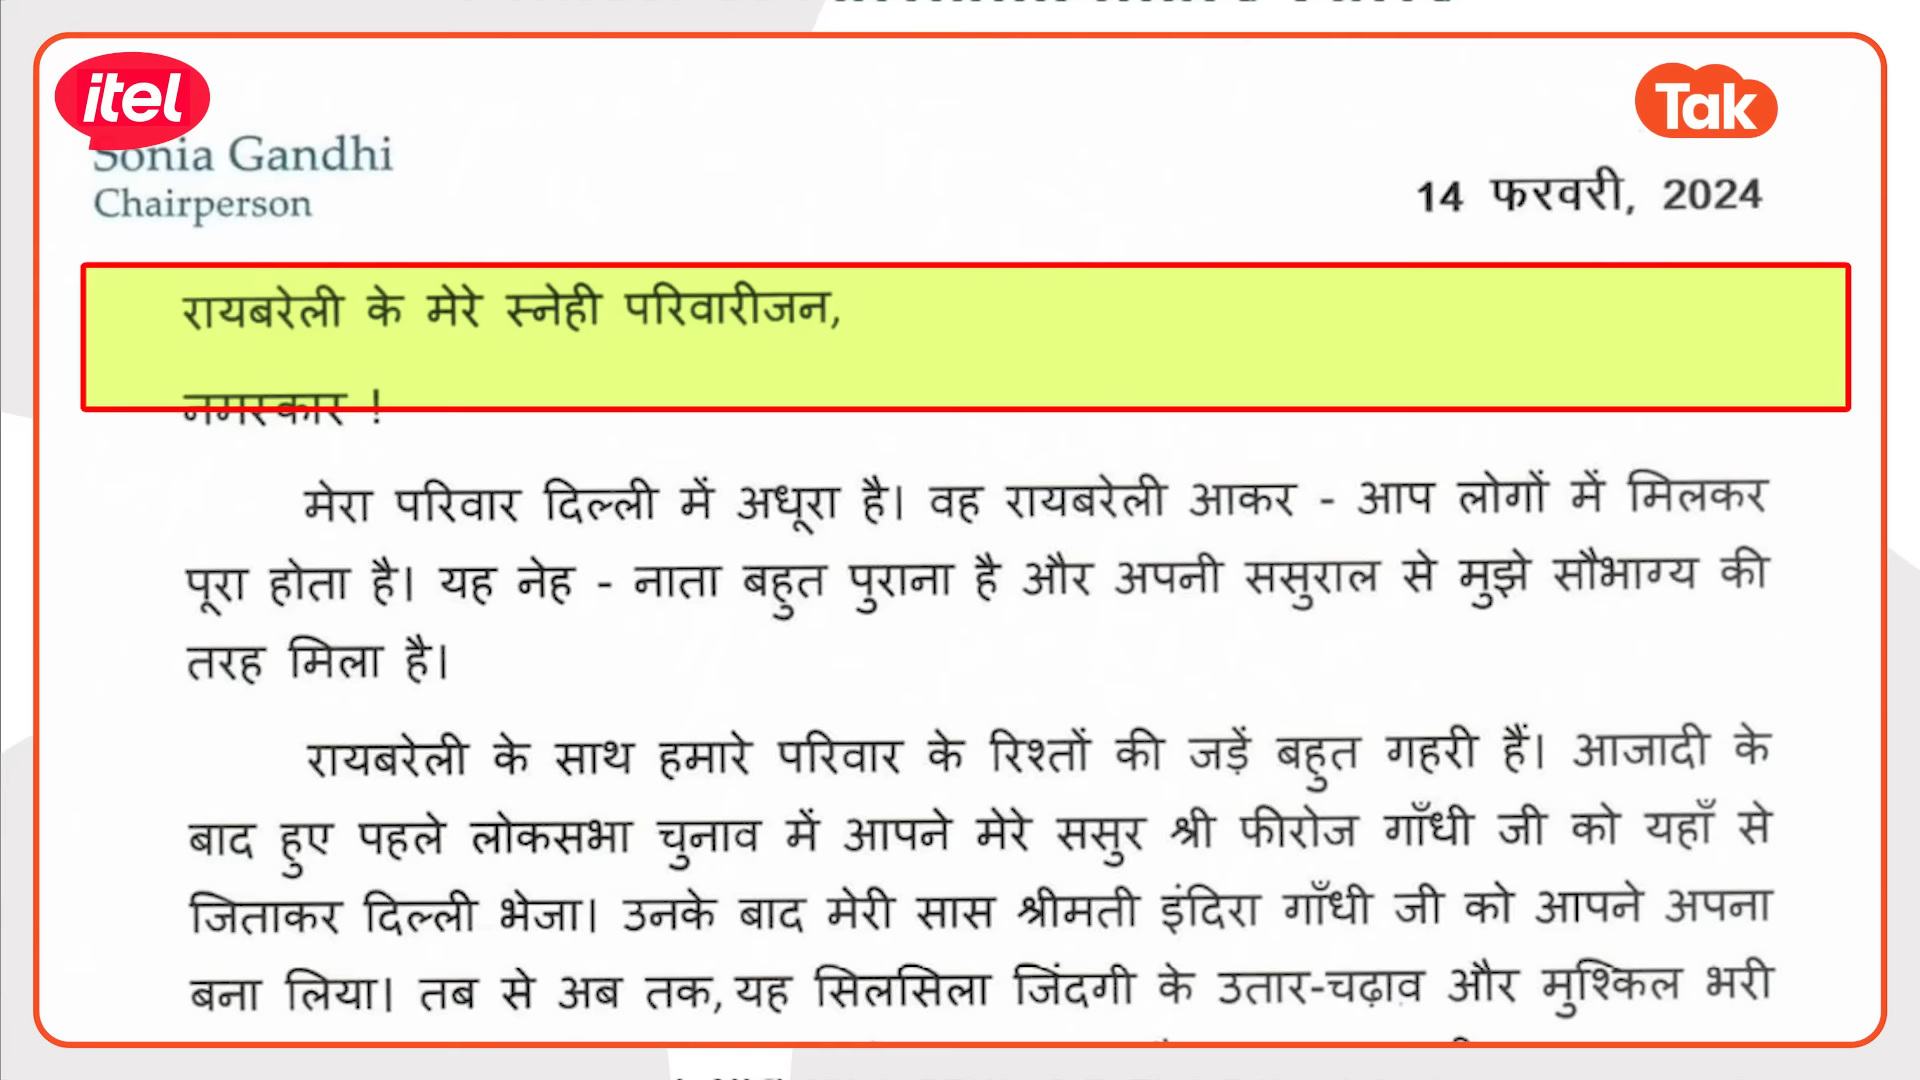 itel
Tak
Sonia Gandhi
Chairperson
14 फरवरी, 2024
रायबरेली के मेरे स्नेही परिवारीजन,
नमस्कार !
मेरा परिवार दिल्ली में अधूरा है। वह रायबरेली आकर - आप लोगों में मिलकर
पूरा होता है। यह नेह - नाता बहुत पुराना है और अपनी ससुराल से मुझे सौभाग्य की
तरह मिला है।
रायबरेली के साथ हमारे परिवार के रिश्तों की जड़ें बहुत गहरी हैं। आजादी के
बाद हुए पहले लोकसभा चुनाव में आपने मेरे ससुर श्री फीरोज गाँधी जी को यहाँ से
जिताकर दिल्ली भेजा। उनके बाद मेरी सास श्रीमती इंदिरा गाँधी जी को आपने अपना
बना लिया। तब से अब तक, यह सिलसिला जिंदगी के उतार-चढ़ाव और मुश्किल भरी